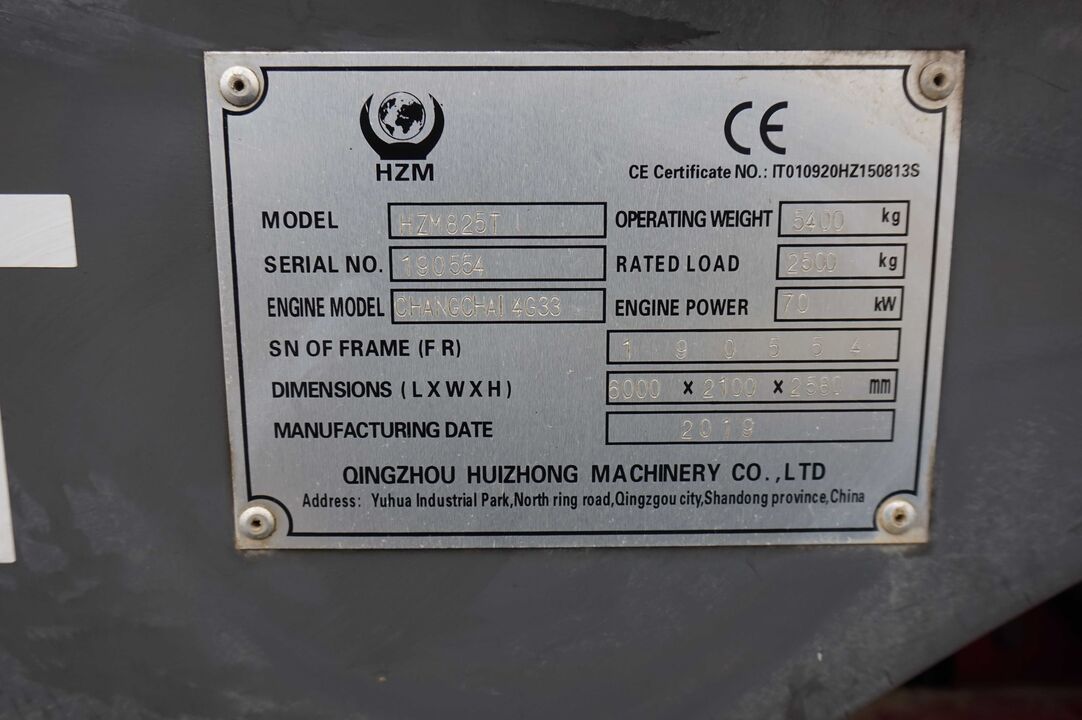 HZM
CE
CE Certificate NO.: IT010920HZ150813S
MODEL HZM825T
OPERATING WEIGHT 5400 kg
SERIAL NO. 190554
RATED LOAD 2500 kg
ENGINE MODEL CHANGCHAI 4G33
ENGINE POWER 70 kW
SN OF FRAME (F R) 1 9 0 5 5 4
DIMENSIONS (L X W X H) 6000 × 2100 × 2560 mm
MANUFACTURING DATE 2019
QINGZHOU HUIZHONG MACHINERY CO.,LTD
Address: Yuhua Industrial Park,North ring road,Qingzgou city,Shandong province,China